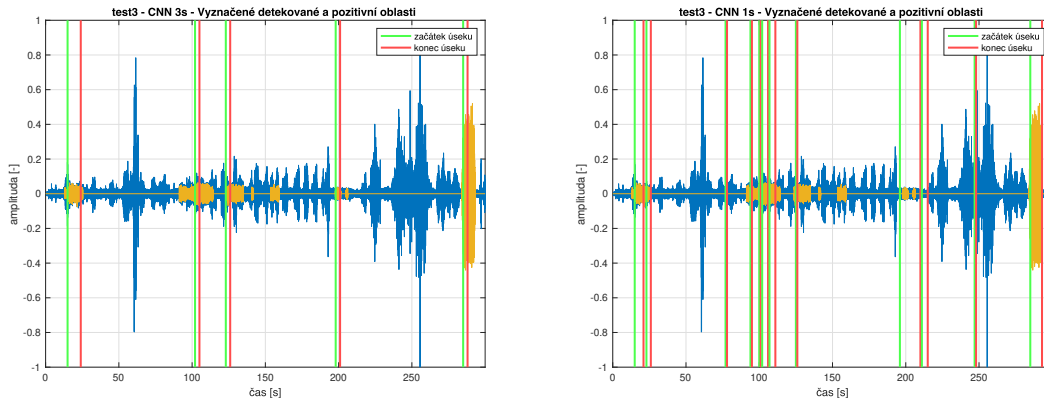 test3 - CNN 3s - Vyznačené detekované a pozitivní oblasti
začátek úseku
konec úseku
1
0.8
0.6
0.4
0.2
0
-0.2
-0.4
-0.6
-0.8
-1
amplituda [-]
0 50 100 150 200 250
čas [s]
test3 - CNN 1s - Vyznačené detekované a pozitivní oblasti
začátek úseku
konec úseku
1
0.8
0.6
0.4
0.2
0
-0.2
-0.4
-0.6
-0.8
-1
amplituda [-]
0 50 100 150 200 250
čas [s]